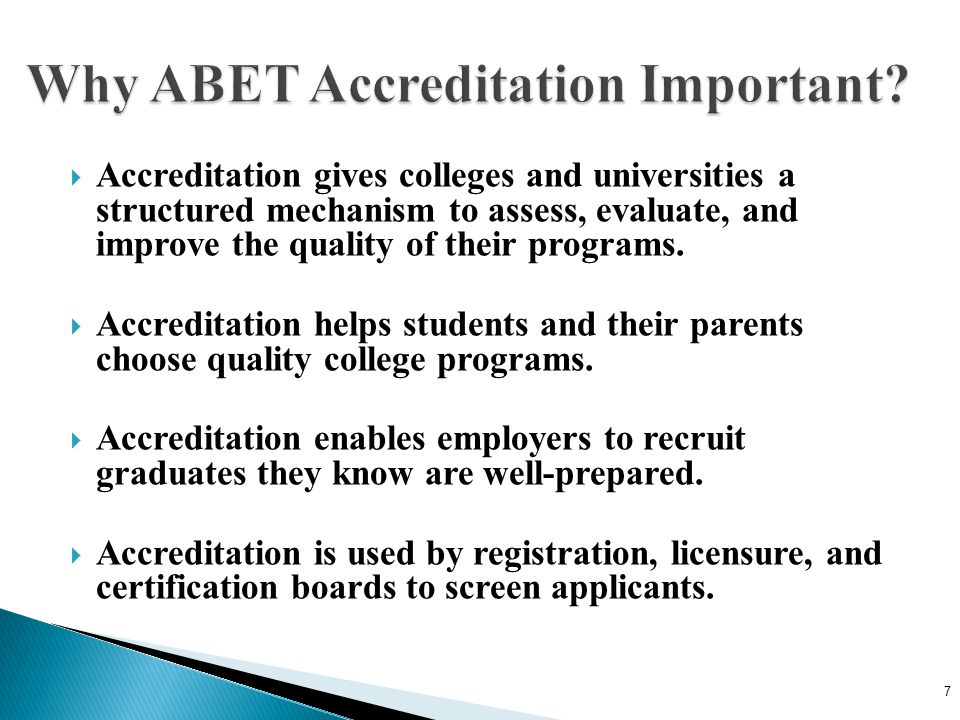 Why ABET Accreditation Important?
Accreditation gives colleges and universities a
structured mechanism to assess, evaluate, and
improve the quality of their programs.
Accreditation helps students and their parents
choose quality college programs.
Accreditation enables employers to recruit
graduates they know are well-prepared.
Accreditation is used by registration, licensure, and
certification boards to screen applicants.
7